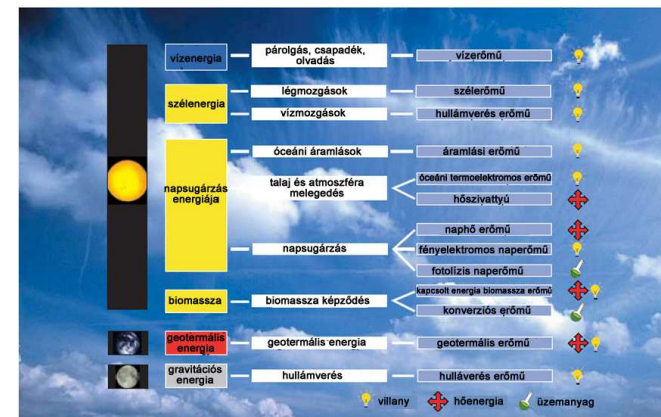 vízenergia
párolgás, csapadék,
olvadás
vízerőmű
szélenergia
légmozgások
szélerőmű
vízmozgások
hullámverés erőmű
napsugárzás
energiája
óceáni áramlások
áramlási erőmű
talaj és atmoszféra
melegedés
óceáni termoelektromos erőmű
hőszivattyú
napsugárzás
naphő erőmű
fényelektromos naperőmű
fotolízis naperőmű
biomassza
biomassza képződés
kapcsolt energia biomassza erőmű
konverziós erőmű
geotermális
energia
geotermális energia
geotermális erőmű
gravitációs
energia
hullámverés
hulláverés erőmű
villany
hőenergia
üzemanyag